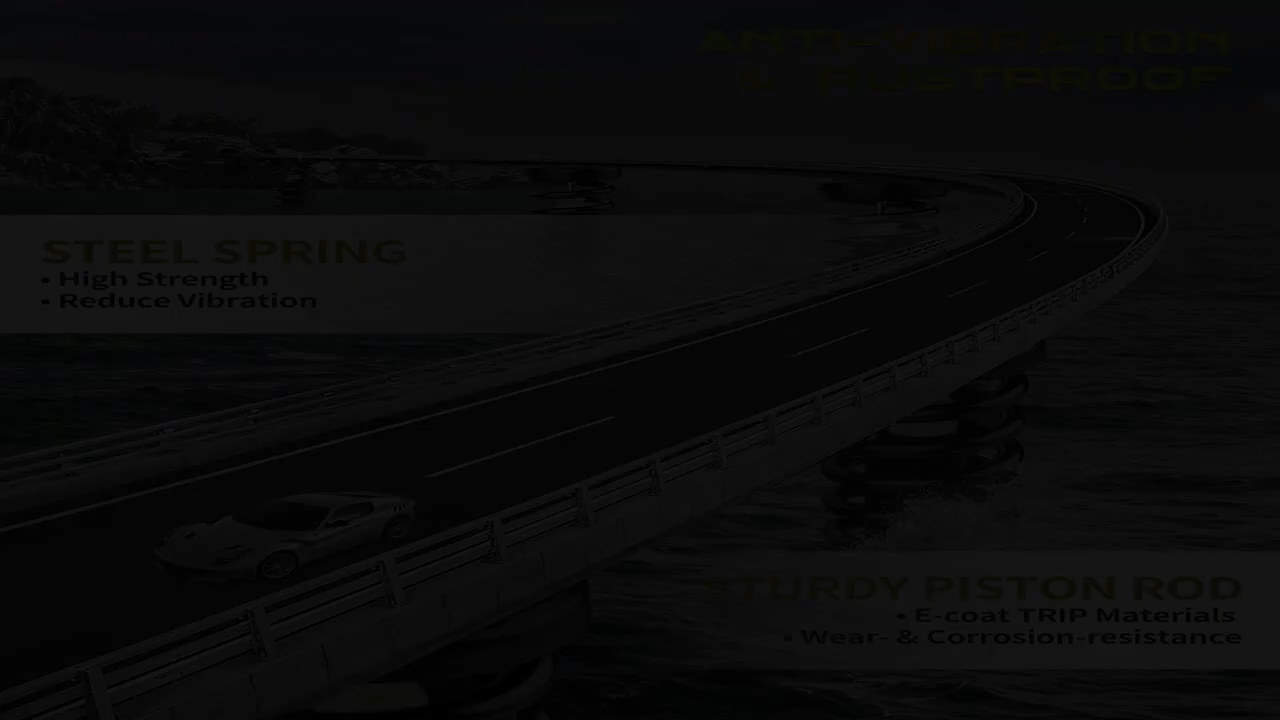 ANTI-VIBRATION
& RUSTPROOF
STEEL SPRING
• High Strength
• Reduce Vibration
STURDY PISTON ROD
• E-coat TRIP Materials
• Wear- & Corrosion-resistance